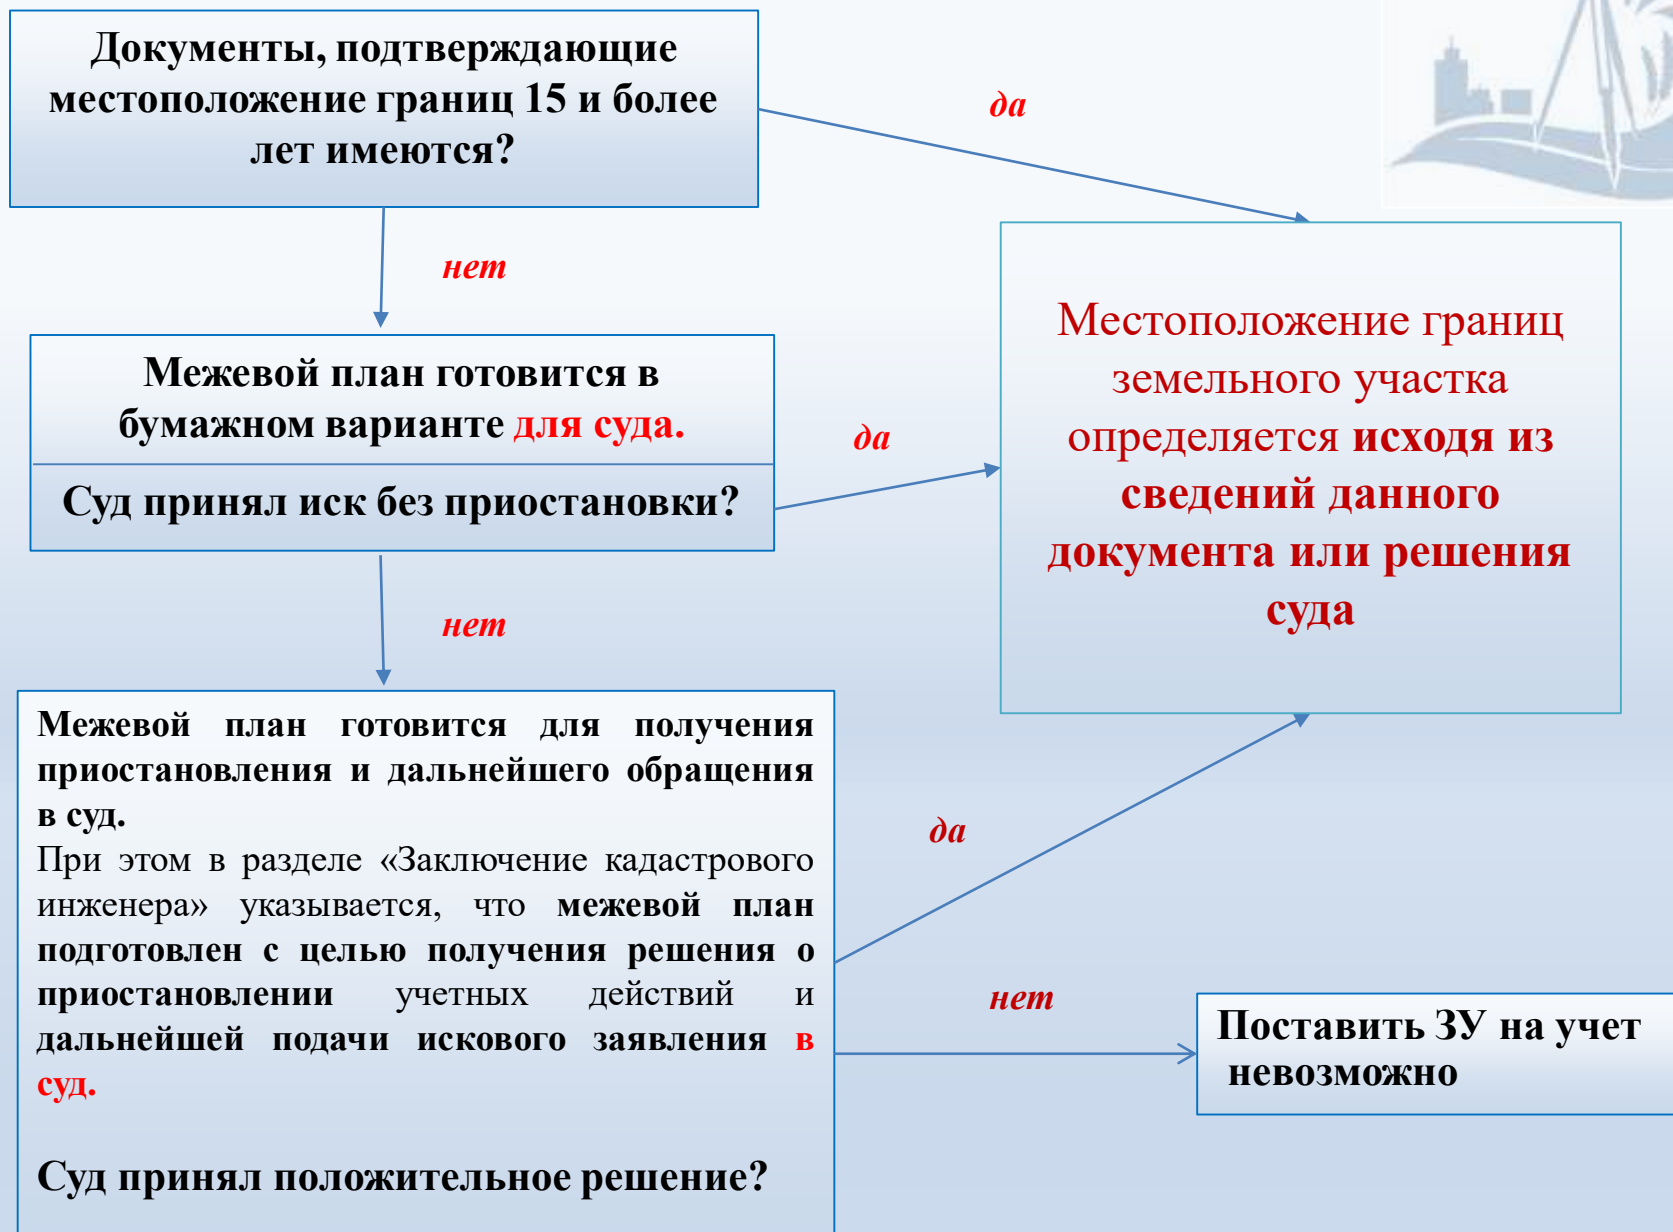 Документы, подтверждающие
местоположение границ 15 и более
лет имеются?
да
нет
Межевой план готовится в
бумажном варианте для суда.
Суд принял иск без приостановки?
да
Местоположение границ
земельного участка
определяется исходя из
сведений данного
документа или решения
суда
нет
Межевой план готовится для получения
приостановления и дальнейшего обращения
в суд.
При этом в разделе «Заключение кадастрового
инженера» указывается, что межевой план
подготовлен с целью получения решения о
приостановлении учетных действий и
дальнейшей подачи искового заявления в
суд.
Суд принял положительное решение?
да
нет
Поставить ЗУ на учет
невозможно